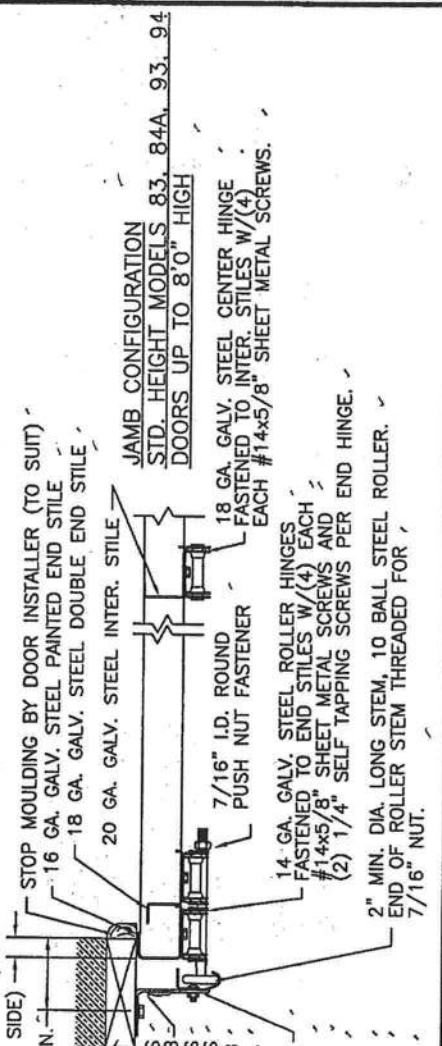 SIDE)
N.
STOP MOULDING BY DOOR INSTALLER (TO SUIT)
16 GA. GALV. STEEL PAINTED END STILE
18 GA. GALV. STEEL DOUBLE END STILE
20 GA. GALV. STEEL INTER. STILE
JAMB CONFIGURATION
STD. HEIGHT MODELS 83, 84A, 93, 94
DOORS UP TO 8'0" HIGH
18 GA. GALV. STEEL CENTER HINGE
FASTENED TO INTER. STILES W/(4)
EACH #14x5/8" SHEET METAL SCREWS.
7/16" I.D. ROUND
PUSH NUT FASTENER
14 GA. GALV. STEEL ROLLER HINGES
FASTENED TO END STILES W/(4) EACH
#14x5/8" SHEET METAL SCREWS AND
(2) 1/4" SELF TAPPING SCREWS PER END HINGE.
2" MIN. DIA. LONG STEM, 10 BALL STEEL ROLLER.
END OF ROLLER STEM THREADED FOR
7/16" NUT.